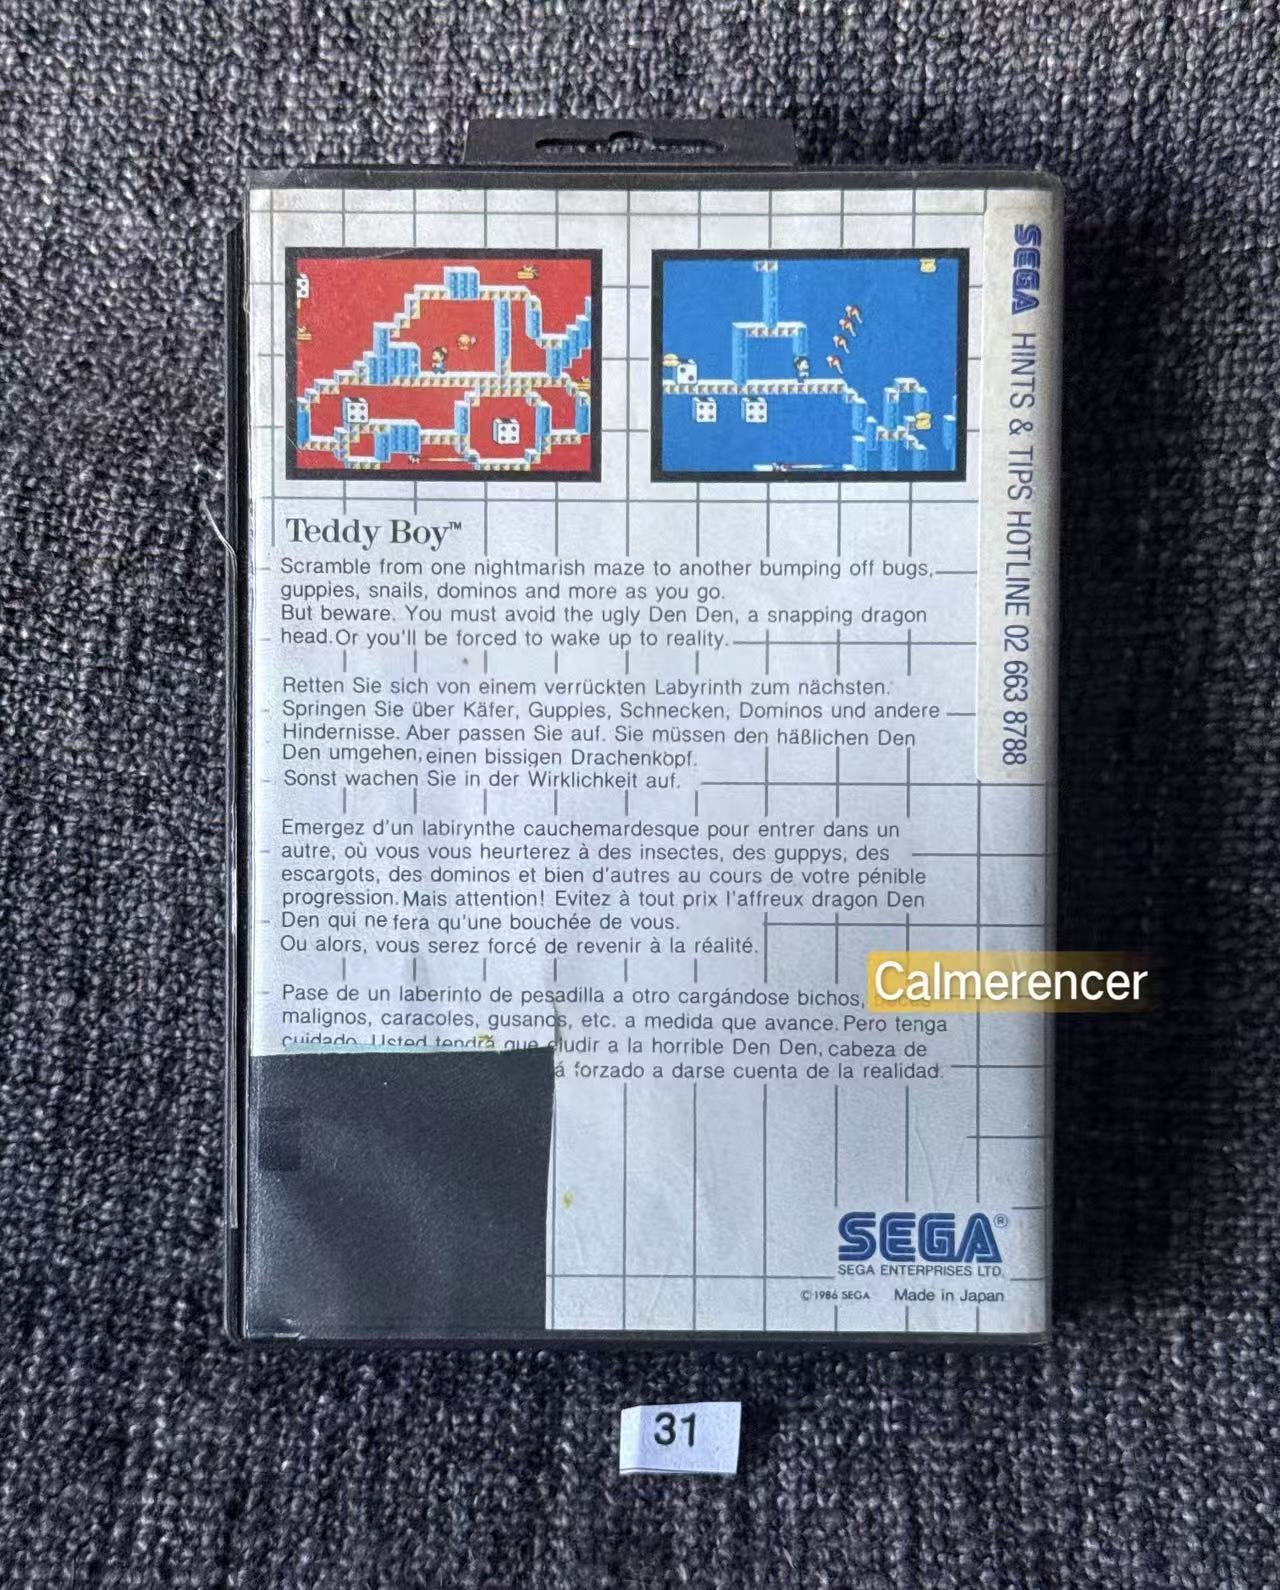 Teddy Boy™
Scramble from one nightmarish maze to another bumping off bugs,
guppies, snails, dominos and more as you go.
But beware. You must avoid the ugly Den Den, a snapping dragon
head. Or you'll be forced to wake up to reality.
Retten Sie sich von einem verrückten Labyrinth zum nächsten.
Springen Sie über Käfer, Guppies, Schnecken, Dominos und andere
Hindernisse. Aber passen Sie auf. Sie müssen den häßlichen Den
Den umgehen, einen bissigen Drachenkopf.
Sonst wachen Sie in der Wirklichkeit auf.
Emergez d'un labirynthe cauchemardesque pour entrer dans un
autre, où vous vous heurterez à des insectes, des guppys, des
escargots, des dominos et bien d'autres au cours de votre pénible
progression. Mais attention! Evitez à tout prix l'affreux dragon Den
Den qui ne fera qu'une bouchée de vous.
Ou alors, vous serez forcé de revenir à la réalité.
Pase de un laberinto de pesadilla a otro cargándose bichos,
malignos, caracoles, gusanos, etc. a medida que avance. Pero tenga
cuidado. Usted tendrá que eludir a la horrible Den Den, cabeza de
á forzado a darse cuenta de la realidad.
SEGA HINTS & TIPS HOTLINE 02 663 8788
Calmerencer
SEGA®
SEGA ENTERPRISES LTD.
©1986 SEGA Made in Japan
31